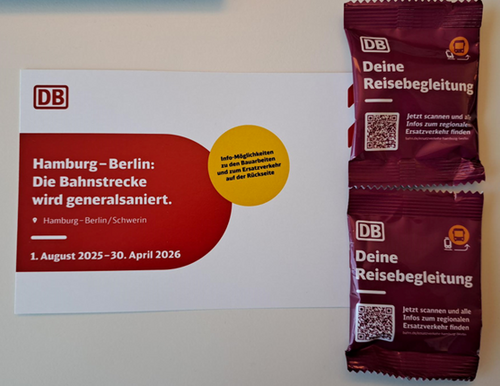 DB
Hamburg – Berlin:
Die Bahnstrecke
wird generalsaniert.
Hamburg – Berlin / Schwerin
1. August 2025 – 30. April 2026
Info-Möglichkeiten
zu den Bauarbeiten
und zum Ersatzverkehr
auf der Rückseite
DB
Deine
Reisebegleitung
Jetzt scannen und alle
Infos zum regionalen
Ersatzverkehr finden
DB
Deine
Reisebegleitung
Jetzt scannen und alle
Infos zum regionalen
Ersatzverkehr finden